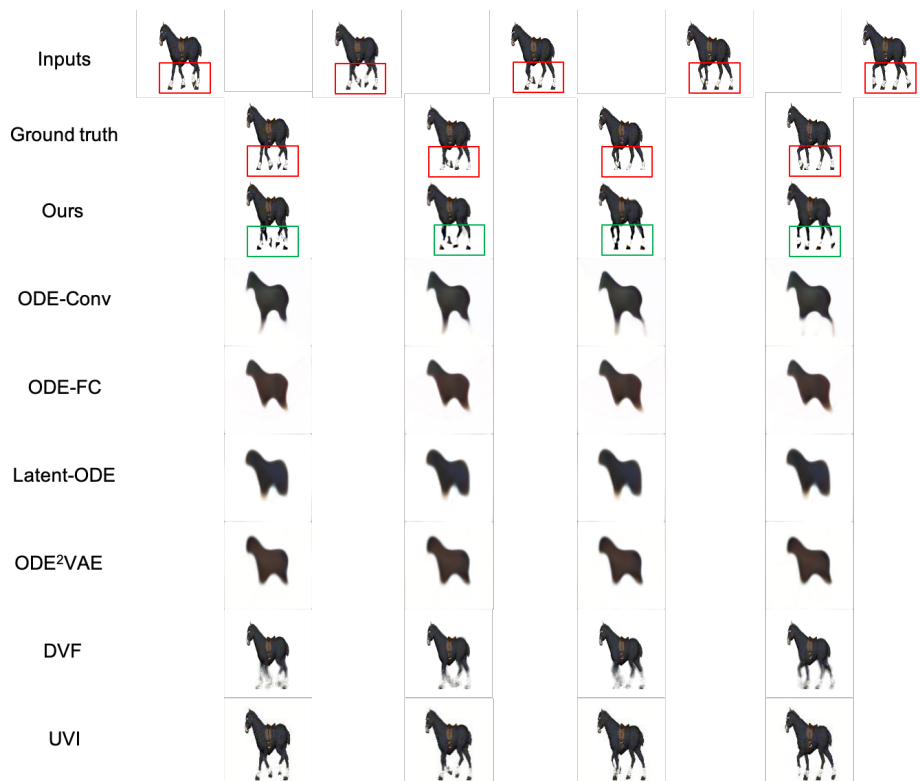 Inputs
Ground truth
Ours
ODE-Conv
ODE-FC
Latent-ODE
ODE²VAE
DVF
UVI